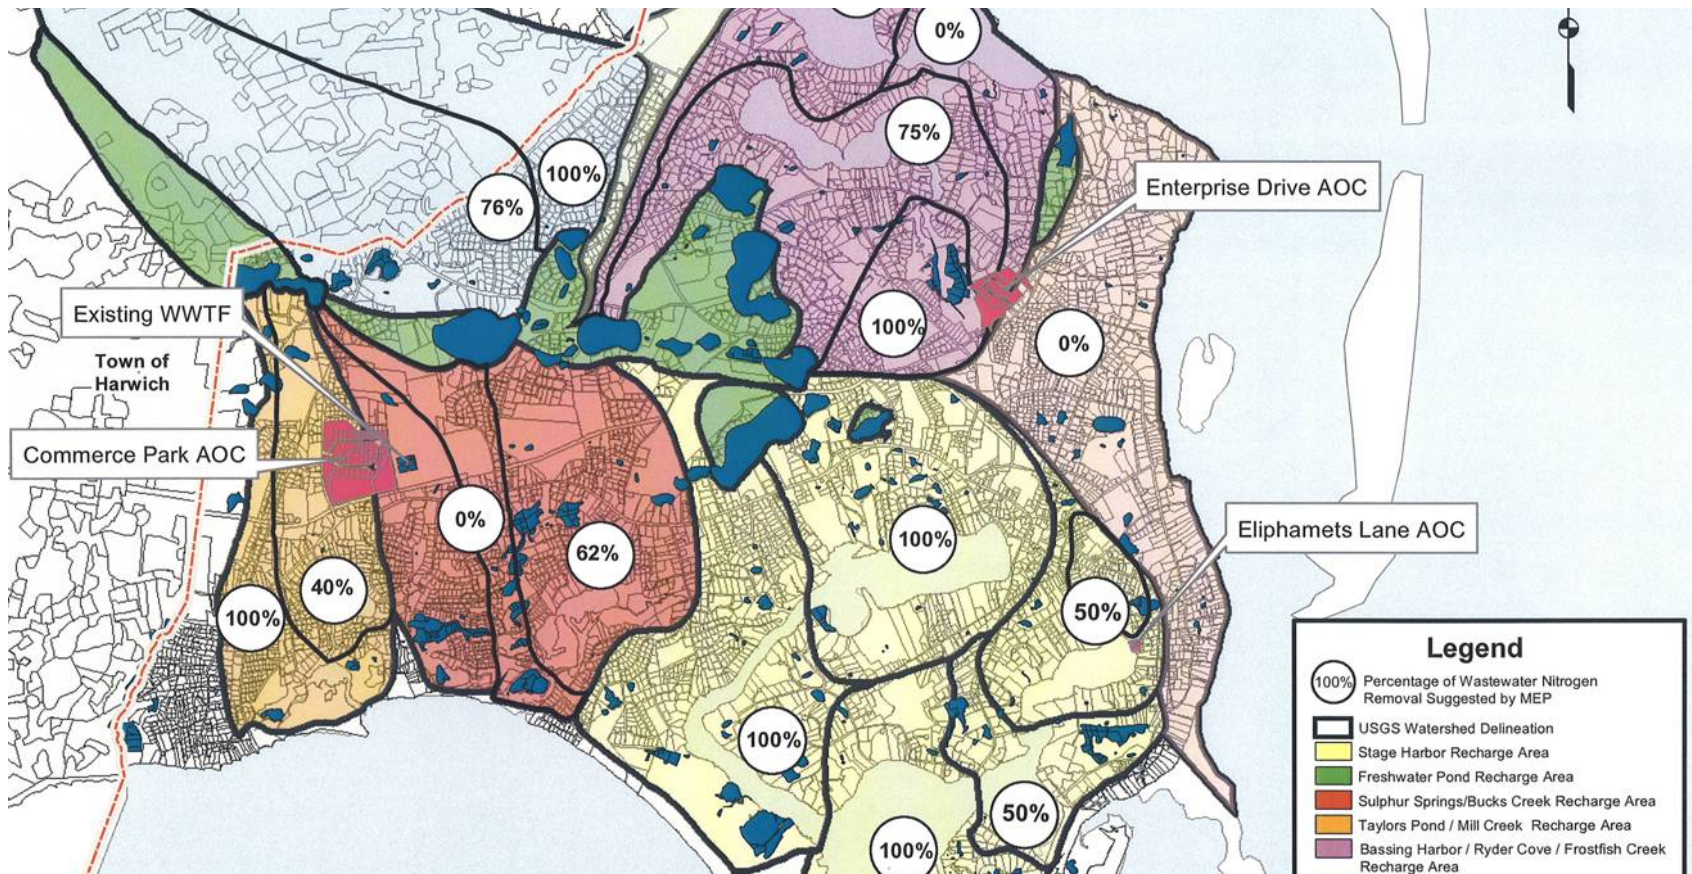 0%
75%
100%
76%
Enterprise Drive AOC
Existing WWTF
100%
0%
Town of
Harwich
Commerce Park AOC
0%
62%
100%
Eliphamets Lane AOC
40%
100%
50%
100%
50%
100%
Legend
100%
Percentage of Wastewater Nitrogen
Removal Suggested by MEP
USGS Watershed Delineation
Stage Harbor Recharge Area
Freshwater Pond Recharge Area
Sulphur Springs/Bucks Creek Recharge Area
Taylors Pond / Mill Creek Recharge Area
Bassing Harbor / Ryder Cove / Frostfish Creek
Recharge Area